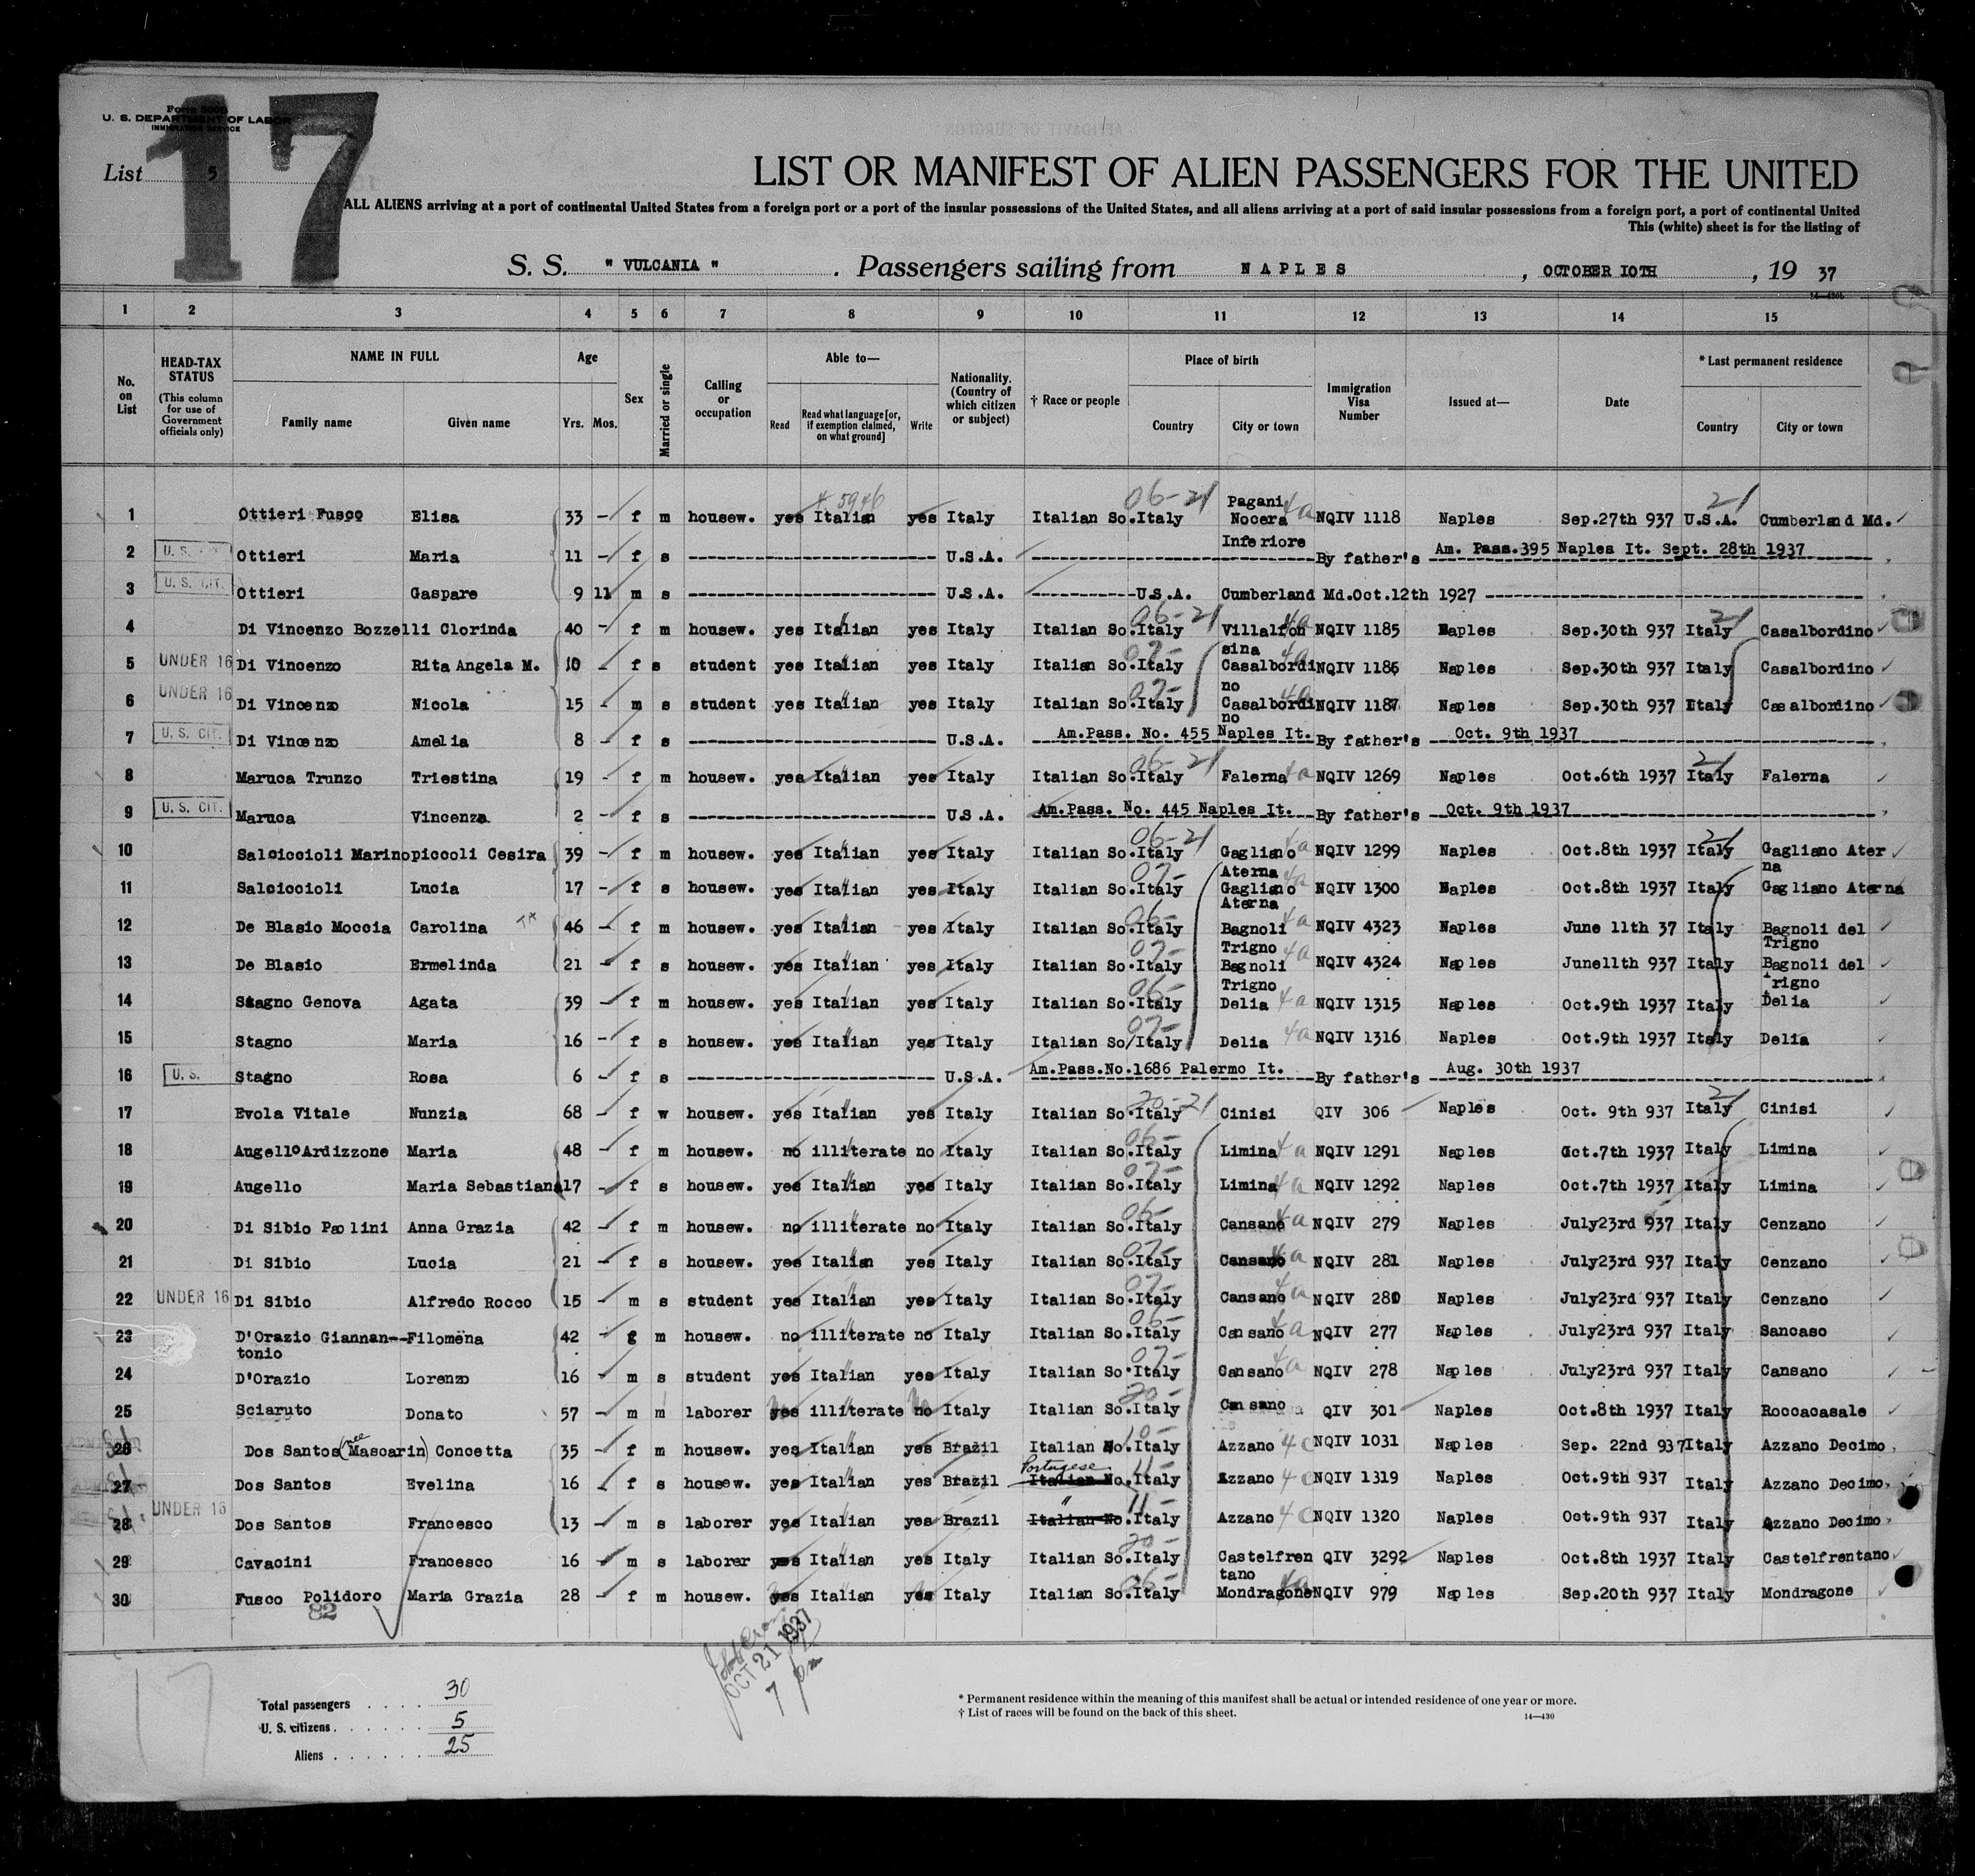 Form 500B
U. S. DEPARTMENT OF LABOR
IMMIGRATION SERVICE
17
List 5
LIST OR MANIFEST OF ALIEN PASSENGERS FOR THE UNITED
ALL ALIENS arriving at a port of continental United States from a foreign port or a port of the insular possessions of the United States, and all aliens arriving at a port of said insular possessions from a foreign port, a port of continental United
This (white) sheet is for the listing of
S. S. " VULCANIA " . Passengers sailing from N A P L E S , OCTOBER IOTH , 19 37
14—430b
1 2 3 4 5 6 7 8 9 10 11 12 13 14 15
No. on List
HEAD-TAX STATUS
(This column for use of Government officials only)
NAME IN FULL
Family name Given name
Age
Yrs. Mos.
Sex
Married or single
Calling or occupation
Able to—
Read Read what language [or, if exemption claimed, on what ground] Write
Nationality. (Country of which citizen or subject)
† Race or people
Place of birth
Country City or town
Immigration Visa Number
Issued at—
Date
* Last permanent residence
Country City or town
1 Ottieri Fusco Elisa 33 - f m housew. yes Italian yes Italy Italian So.Italy Pagani Nocera Inferiore NQIV 1118 Naples Sep.27th 937 U.S.A. Cumberland Md.
2 U. S. Ottieri Maria 11 - f s U.S.A. By father's Am. Pass.395 Naples It. Sept. 28th 1937
3 U. S. CIT. Ottieri Gaspare 9 11 m s U.S.A. U.S.A. Cumberland Md.Oct.12th 1927
4 Di Vincenzo Bozzelli Clorinda 40 - f m housew. yes Italian yes Italy Italian So.Italy Villalfon sina NQIV 1185 Naples Sep.30th 937 Italy Casalbordino
5 UNDER 16 Di Vincenzo Rita Angela M. 10 - f s student yes Italian yes Italy Italian So.Italy Casalbordi no NQIV 1186 Naples Sep.30th 937 Italy Casalbordino
6 UNDER 16 Di Vincenzo Nicola 15 - m s student yes Italian yes Italy Italian So.Italy Casalbordi no NQIV 1187 Naples Sep.30th 937 Italy Casalbordino
7 U. S. CIT. Di Vincenzo Amelia 8 - f s U.S.A. Am.Pass. No. 455 Naples It. By father's Oct. 9th 1937
8 Maruca Trunzo Triestina 19 - f m housew. yes Italian yes Italy Italian So.Italy Falerna NQIV 1269 Naples Oct.6th 1937 Italy Falerna
9 U. S. CIT. Maruca Vincenza 2 - f s U.S.A. Am.Pass. No. 445 Naples It. By father's Oct. 9th 1937
10 Salciccioli Marinopiccoli Cesira 39 - f m housew. yes Italian yes Italy Italian So.Italy Gagliano Aterna NQIV 1299 Naples Oct.8th 1937 Italy Gagliano Ater na
11 Salciccioli Lucia 17 - f s housew. yes Italian yes Italy Italian So.Italy Gagliano Aterna NQIV 1300 Naples Oct.8th 1937 Italy Gagliano Aterna
12 De Blasio Moccia Carolina 46 - f m housew. yes Italian yes Italy Italian So.Italy Bagnoli Trigno NQIV 4323 Naples June 11th 37 Italy Bagnoli del Trigno
13 De Blasio Ermelinda 21 - f s housew. yes Italian yes Italy Italian So.Italy Bagnoli Trigno NQIV 4324 Naples June11th 937 Italy Bagnoli del Trigno
14 Stagno Genova Agata 39 - f m housew. yes Italian yes Italy Italian So.Italy Delia NQIV 1315 Naples Oct.9th 1937 Italy Delia
15 Stagno Maria 16 - f s housew. yes Italian yes Italy Italian So/Italy Delia NQIV 1316 Naples Oct.9th 1937 Italy Delia
16 U. S. Stagno Rosa 6 - f s U.S.A. Am.Pass.No.1686 Palermo It. By father's Aug. 30th 1937
17 Evola Vitale Nunzia 68 - f w housew. yes Italian yes Italy Italian So.Italy Cinisi QIV 306 Naples Oct. 9th 937 Italy Cinisi
18 Augello Ardizzone Maria 48 - f m housew. no illiterate no Italy Italian So.Italy Limina NQIV 1291 Naples Oct.7th 1937 Italy Limina
19 Augello Maria Sebastiana 17 - f s housew. yes Italian yes Italy Italian So.Italy Limina NQIV 1292 Naples Oct.7th 1937 Italy Limina
20 Di Sibio Paolini Anna Grazia 42 - f m housew. no illiterate no Italy Italian So.Italy Cansano NQIV 279 Naples July23rd 937 Italy Cenzano
21 Di Sibio Lucia 21 - f s housew. yes Italian yes Italy Italian So.Italy Cansano NQIV 281 Naples July23rd 937 Italy Cenzano
22 UNDER 16 Di Sibio Alfredo Rocco 15 - m s student yes Italian yes Italy Italian So.Italy Cansano NQIV 280 Naples July23rd 937 Italy Cenzano
23 D'Orazio Giannan--Filomena tonio 42 - f m housew. no illiterate no Italy Italian So.Italy Cansano NQIV 277 Naples July23rd 937 Italy Sancaso
24 D'Orazio Lorenzo 16 - m s student yes Italian yes Italy Italian So.Italy Cansano NQIV 278 Naples July23rd 937 Italy Cansano
25 Sciaruto Donato 57 - m m laborer yes illiterate no Italy Italian So.Italy Cansano QIV 301 Naples Oct.8th 1937 Italy Roccacasale
26 Dos Santos (nee Mascarin) Concetta 35 - f m housew. yes Italian yes Brazil Italian No.Italy Azzano NQIV 1031 Naples Sep. 22nd 937 Italy Azzano Decimo
27 Dos Santos Evelina 16 - f s housew. yes Italian yes Brazil Portugese Italian No.Italy Azzano NQIV 1319 Naples Oct.9th 937 Italy Azzano Decimo
28 UNDER 16 Dos Santos Francesco 13 - m s laborer yes Italian yes Brazil " Italian No.Italy Azzano NQIV 1320 Naples Oct.9th 937 Italy Azzano Decimo
29 Cavacini Francesco 16 - m s laborer yes Italian yes Italy Italian So.Italy Castelfren tano QIV 3292 Naples Oct.8th 1937 Italy Castelfrentano
30 Fusco Polidoro Maria Grazia 28 - f m housew. yes Italian yes Italy Italian So.Italy Mondragone NQIV 979 Naples Sep.20th 937 Italy Mondragone
82
OCT 21 1937
7 pm
17
Total passengers . . . . 30
U. S. citizens . . . . . . 5
Aliens . . . . . . 25
* Permanent residence within the meaning of this manifest shall be actual or intended residence of one year or more.
† List of races will be found on the back of this sheet.
14—430